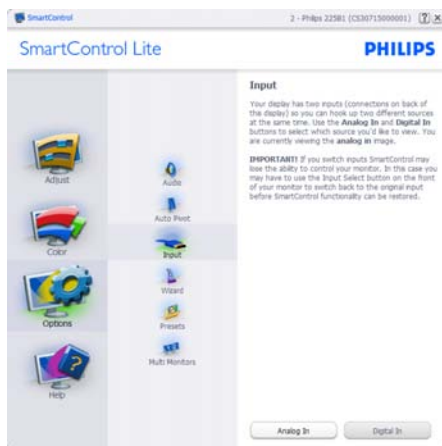 SmartControl
2 - Philips 225B1 (CS30715000001)
SmartControl Lite
PHILIPS
Adjust
Color
Options
Help
Audio
Auto Pivot
Input
Wizard
Presets
Multi Monitors
Input
Your display has two inputs (connections on back of
the display) so you can hook up two different sources
at the same time. Use the Analog In and Digital In
buttons to select which source you'd like to view. You
are currently viewing the analog in image.
IMPORTANT! If you switch inputs SmartControl may
lose the ability to control your monitor. In this case you
may have to use the Input Select button on the front
of your monitor to switch back to the original input
before SmartControl functionality can be restored.
Analog In
Digital In